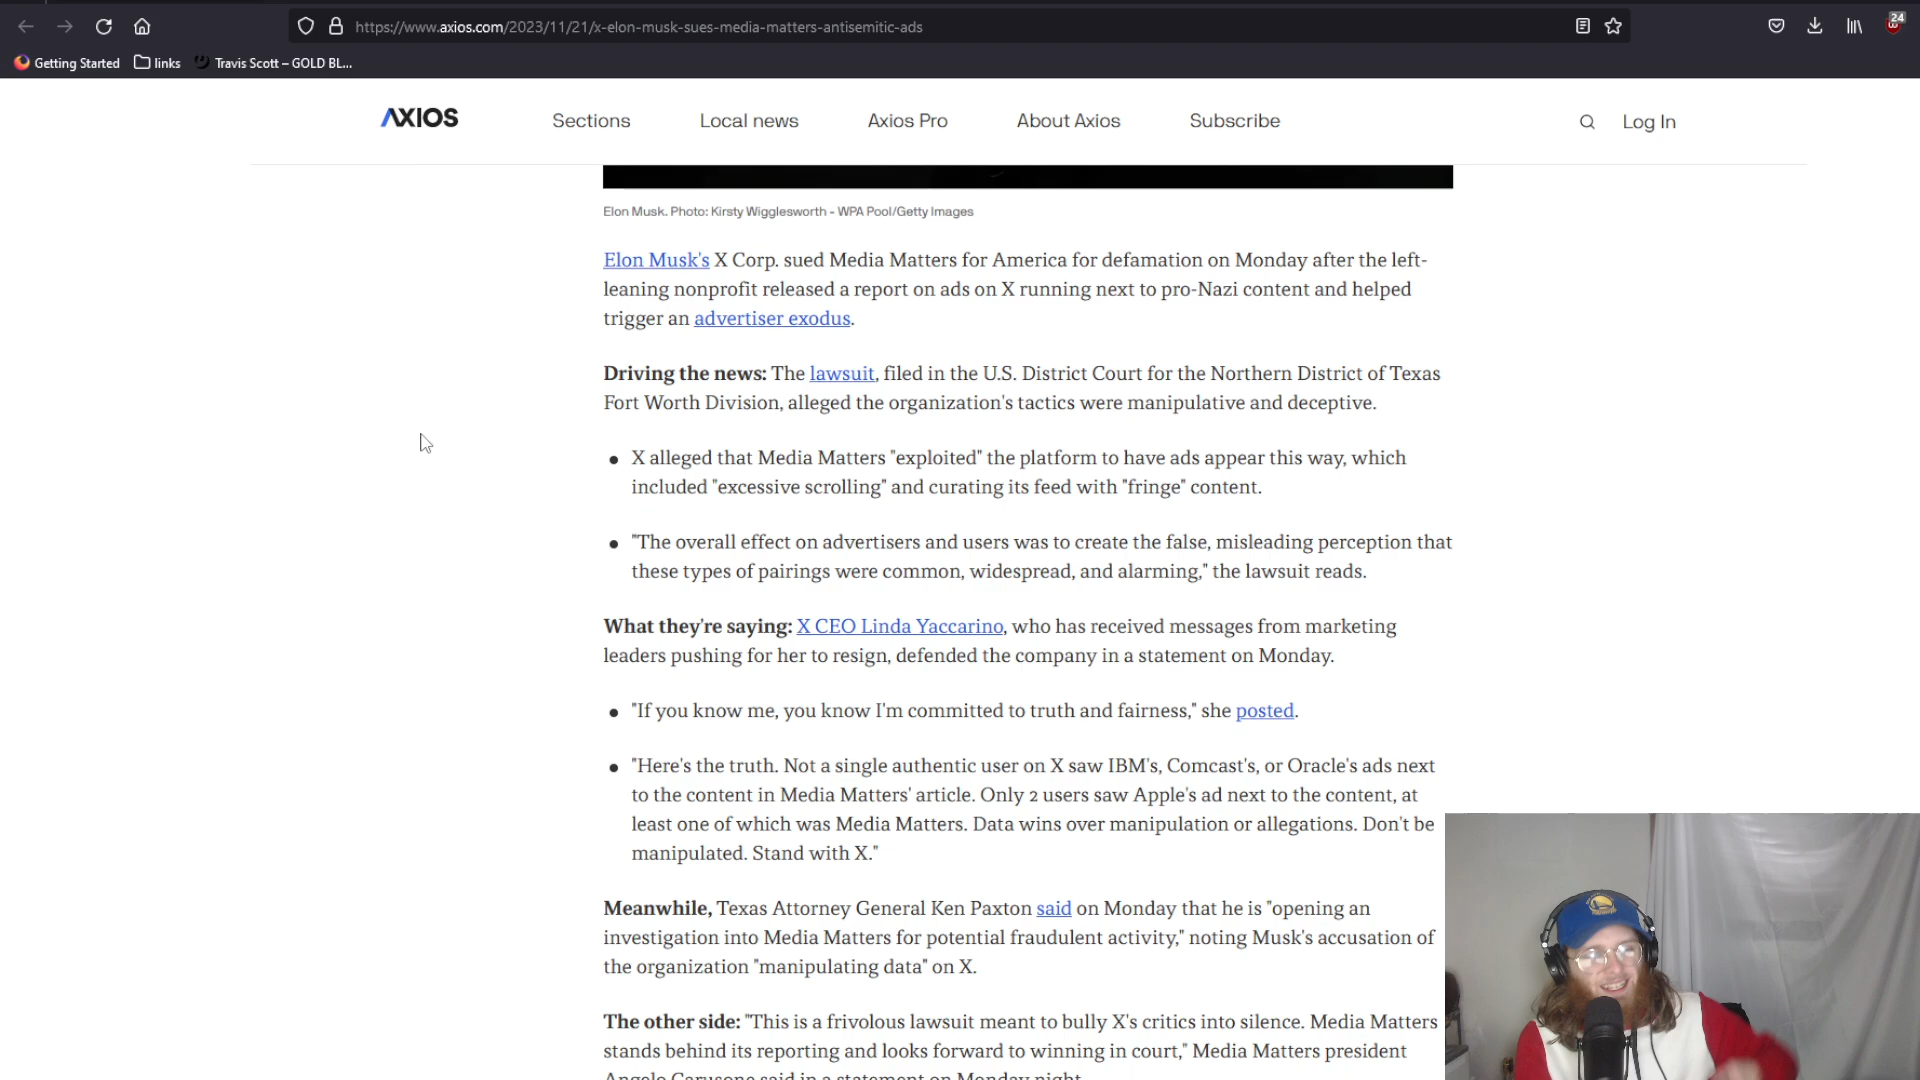 https://www.axios.com/2023/11/21/x-elon-musk-sues-media-matters-antisemitic-ads
24
Getting Started
links
Travis Scott – GOLD BL...
AXIOS
Sections
Local news
Axios Pro
About Axios
Subscribe
Log In
Elon Musk. Photo: Kirsty Wigglesworth - WPA Pool/Getty Images
Elon Musk's X Corp. sued Media Matters for America for defamation on Monday after the left-
leaning nonprofit released a report on ads on X running next to pro-Nazi content and helped
trigger an advertiser exodus.
Driving the news: The lawsuit, filed in the U.S. District Court for the Northern District of Texas
Fort Worth Division, alleged the organization's tactics were manipulative and deceptive.
• X alleged that Media Matters "exploited" the platform to have ads appear this way, which
included "excessive scrolling" and curating its feed with "fringe" content.
• "The overall effect on advertisers and users was to create the false, misleading perception that
these types of pairings were common, widespread, and alarming," the lawsuit reads.
What they're saying: X CEO Linda Yaccarino, who has received messages from marketing
leaders pushing for her to resign, defended the company in a statement on Monday.
• "If you know me, you know I'm committed to truth and fairness," she posted.
• "Here's the truth. Not a single authentic user on X saw IBM's, Comcast's, or Oracle's ads next
to the content in Media Matters' article. Only 2 users saw Apple's ad next to the content, at
least one of which was Media Matters. Data wins over manipulation or allegations. Don't be
manipulated. Stand with X."
Meanwhile, Texas Attorney General Ken Paxton said on Monday that he is "opening an
investigation into Media Matters for potential fraudulent activity," noting Musk's accusation of
the organization "manipulating data" on X.
The other side: "This is a frivolous lawsuit meant to bully X's critics into silence. Media Matters
stands behind its reporting and looks forward to winning in court," Media Matters president
Angelo Carusone said in a statement on Monday night.